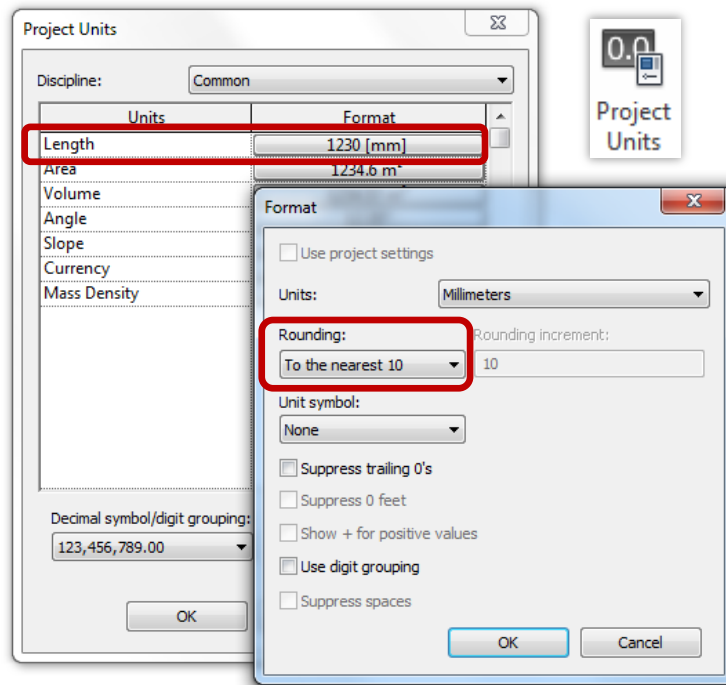 Project Units
Discipline: Common
Units Format
Length 1230 [mm]
Area 1234.6 m²
Volume
Angle
Slope
Currency
Mass Density
Decimal symbol/digit grouping:
123,456,789.00
OK
0.0
Project
Units
Format
Use project settings
Units: Millimeters
Rounding: Rounding increment:
To the nearest 10 10
Unit symbol:
None
Suppress trailing 0's
Suppress 0 feet
Show + for positive values
Use digit grouping
Suppress spaces
OK Cancel